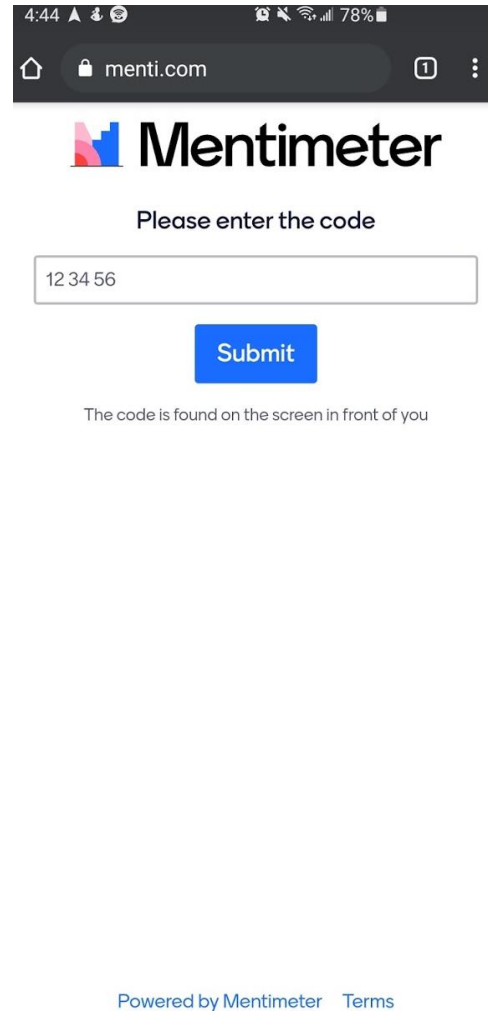 4:44 78%
menti.com 1
Mentimeter
Please enter the code
12 34 56
Submit
The code is found on the screen in front of you
Powered by Mentimeter Terms